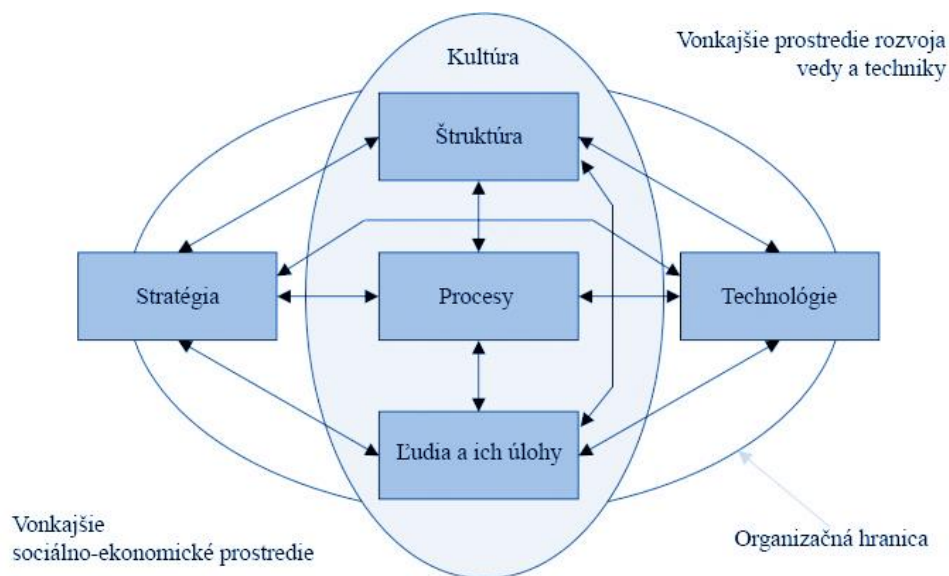 Kultúra
Vonkajšie prostredie rozvoja
vedy a techniky
Štruktúra
Stratégia
Procesy
Technológie
Ľudia a ich úlohy
Vonkajšie
sociálno-ekonomické prostredie
Organizačná hranica